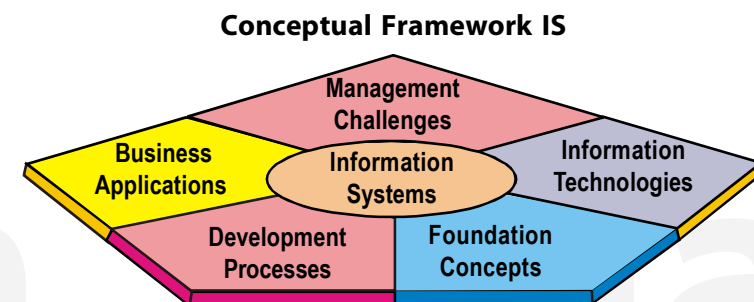 Conceptual Framework IS
Management
Challenges
Business
Applications
Information
Systems
Information
Technologies
Development
Processes
Foundation
Concepts